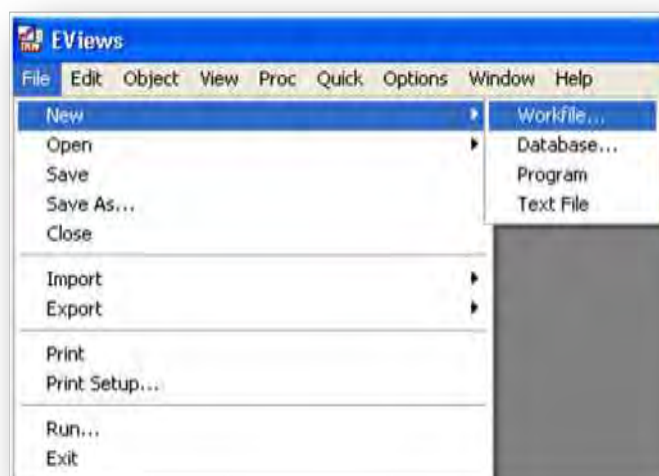 EViews
File Edit Object View Proc Quick Options Window Help
New
Open
Save
Save As...
Close
Import
Export
Print
Print Setup...
Run...
Exit
Workfile...
Database...
Program
Text File